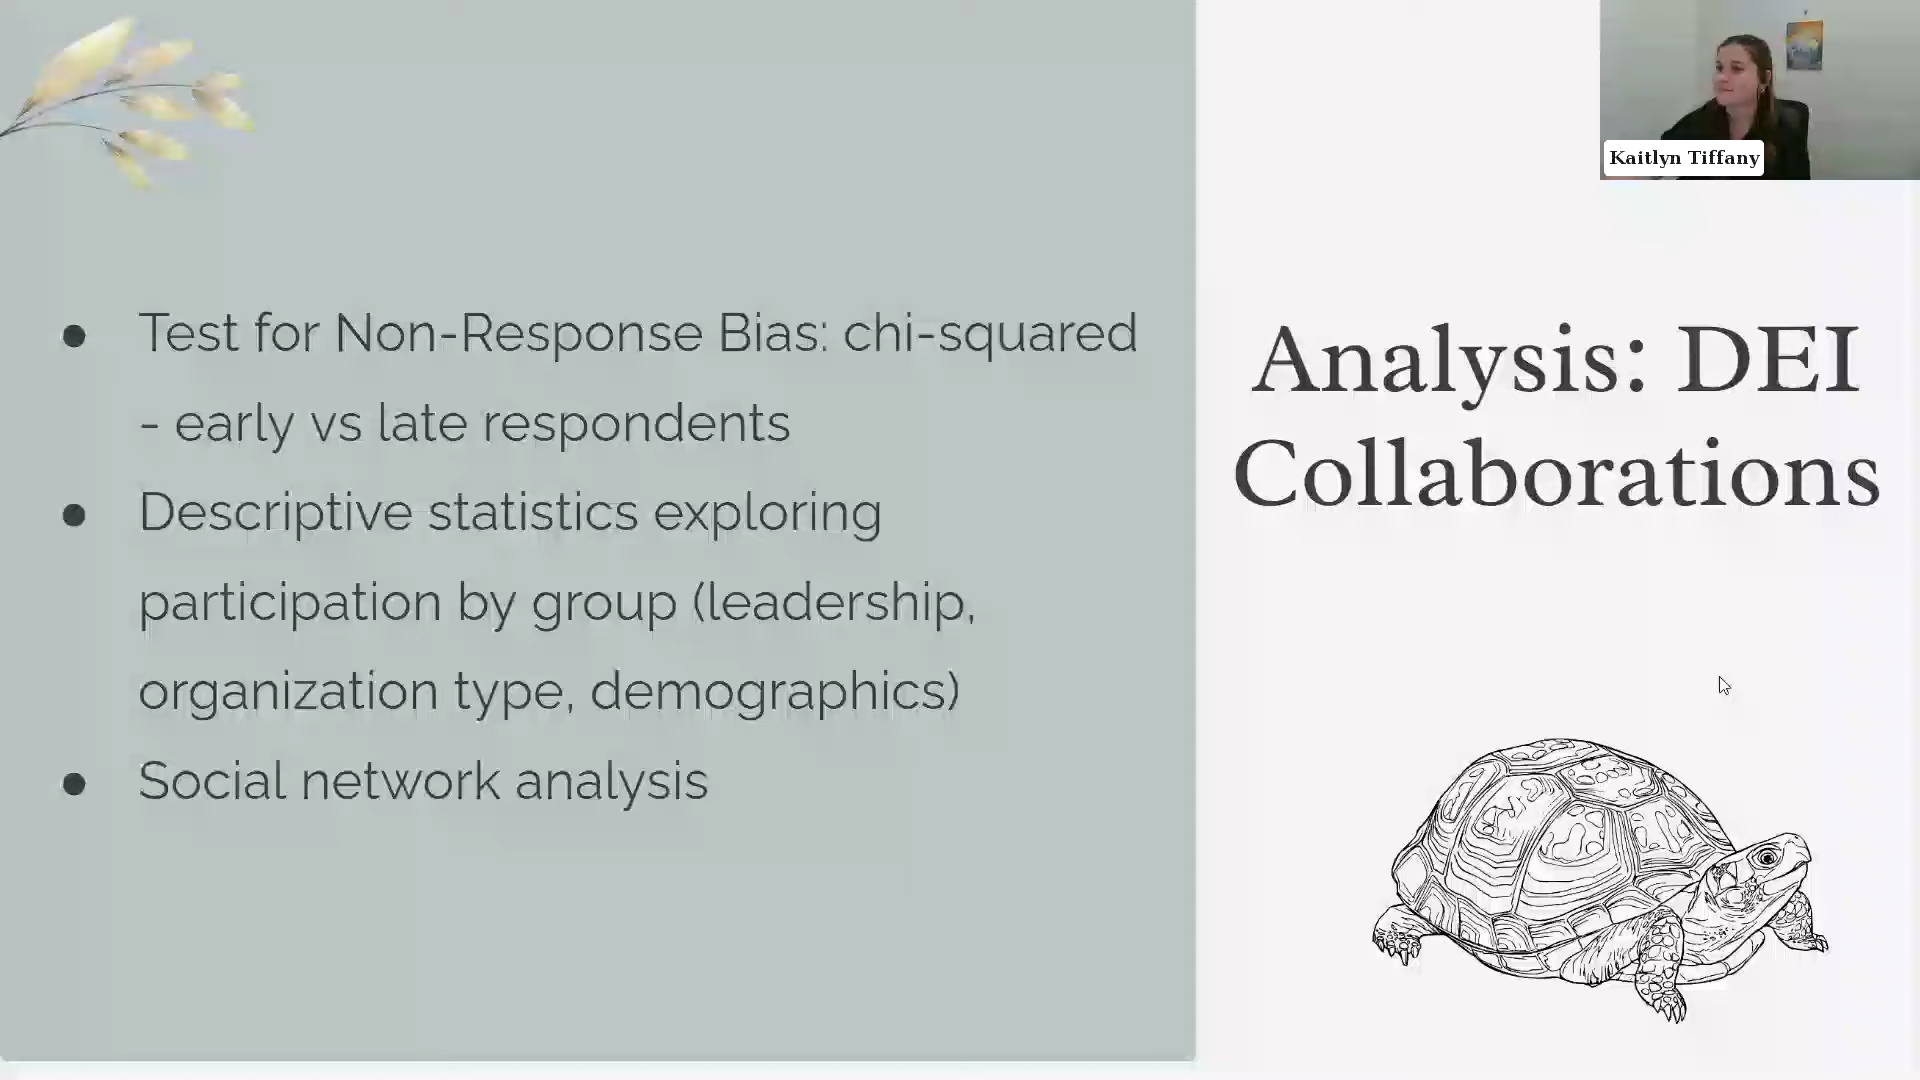 ● Test for Non-Response Bias: chi-squared
- early vs late respondents
● Descriptive statistics exploring
participation by group (leadership,
organization type, demographics)
● Social network analysis
Analysis: DEI
Collaborations
Kaitlyn Tiffany